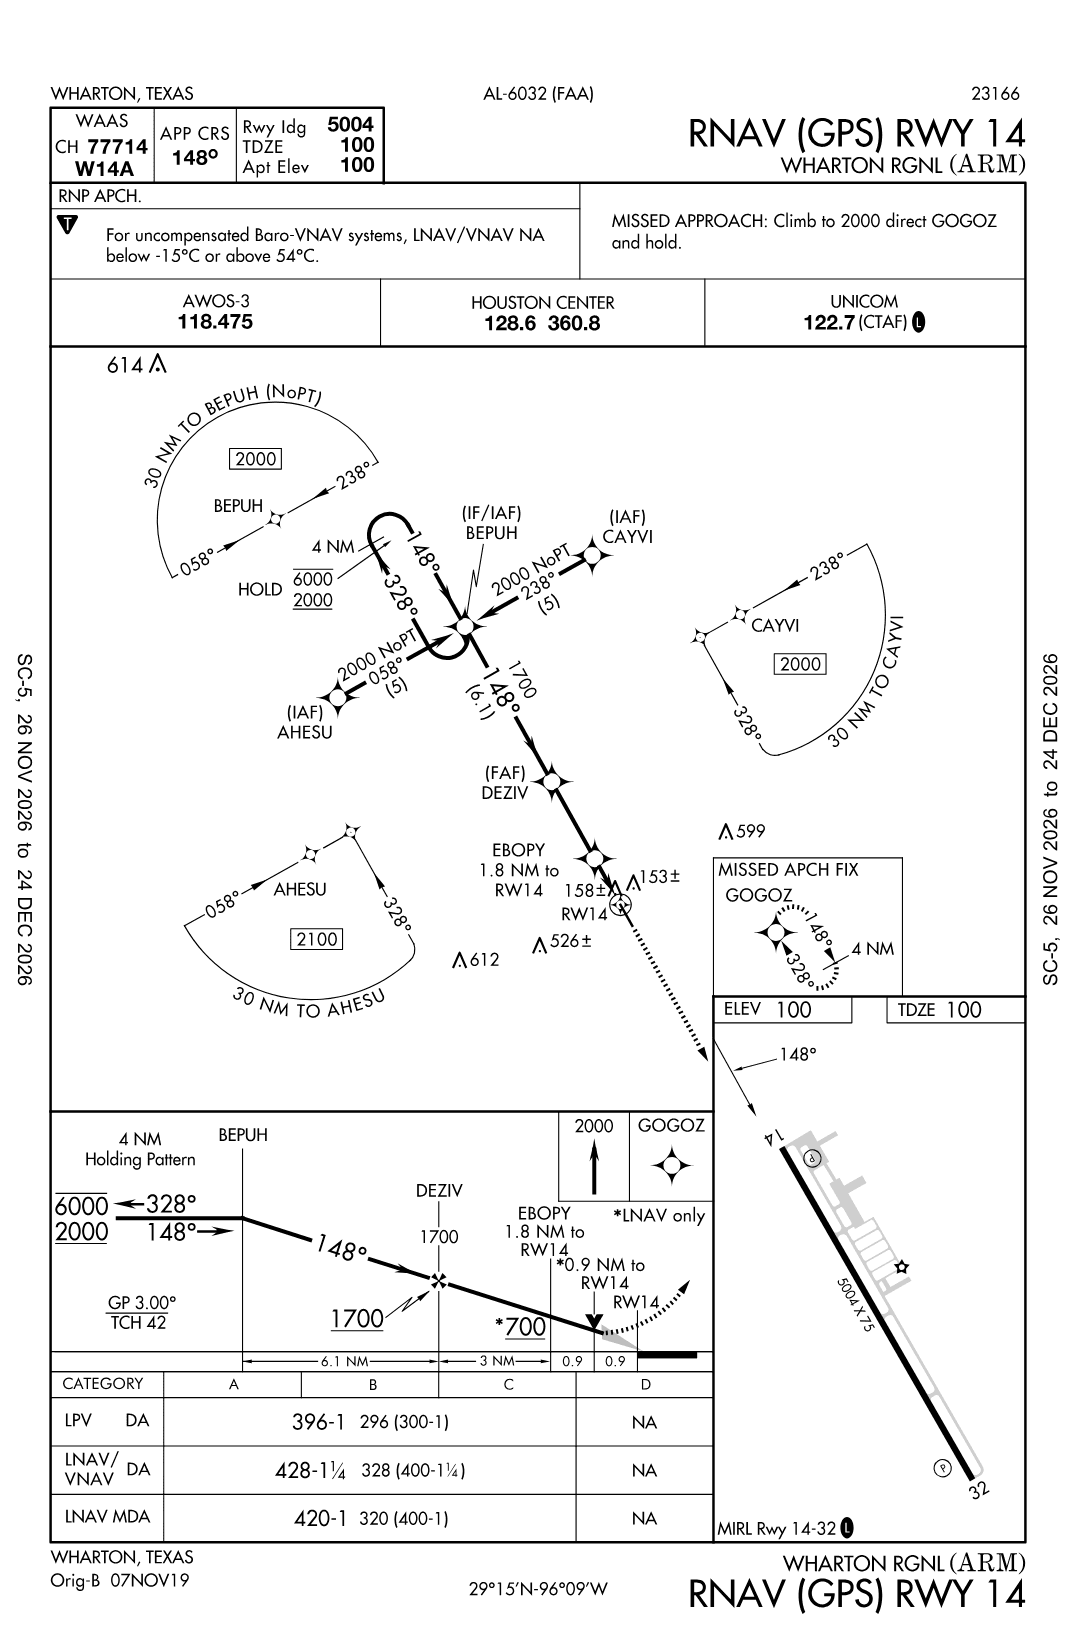 WHARTON, TEXAS
AL-6032 (FAA)
23166
WAAS
CH 77714
W14A
APP CRS
148°
Rwy ldg 5004
TDZE 100
Apt Elev 100
RNAV (GPS) RWY 14
WHARTON RGNL (ARM)
RNP APCH.
T
For uncompensated Baro-VNAV systems, LNAV/VNAV NA
below -15°C or above 54°C.
MISSED APPROACH: Climb to 2000 direct GOGOZ
and hold.
AWOS-3
118.475
HOUSTON CENTER
128.6 360.8
UNICOM
122.7 (CTAF) L
614
30 NM TO BEPUH (NoPT)
2000
238°
BEPUH
058°
4 NM
HOLD
6000
2000
148°
328°
(IF/IAF)
BEPUH
(IAF)
CAYVI
2000 NoPT
238°
(5)
2000 NoPT
058°
(5)
(IAF)
AHESU
1700
148°
(6.1)
238°
CAYVI
2000
328°
30 NM TO CAYVI
(FAF)
DEZIV
EBOPY
1.8 NM to
RW14
158±
153±
RW14
599
526±
612
058°
AHESU
328°
2100
30 NM TO AHESU
MISSED APCH FIX
GOGOZ
148°
328°
4 NM
ELEV 100
TDZE 100
148°
14
P
5004 X 75
P
32
MIRL Rwy 14-32 L
4 NM
Holding Pattern
BEPUH
6000
328°
2000
148°
148°
DEZIV
1700
1700
EBOPY
1.8 NM to
RW14
*700
*0.9 NM to
RW14
RW14
2000
GOGOZ
*LNAV only
GP 3.00°
TCH 42
6.1 NM
3 NM
0.9
0.9
CATEGORY
A
B
C
D
LPV DA
396-1 296 (300-1)
NA
LNAV/
VNAV DA
428-1¼ 328 (400-1¼)
NA
LNAV MDA
420-1 320 (400-1)
NA
WHARTON, TEXAS
Orig-B 07NOV19
29°15'N-96°09'W
WHARTON RGNL (ARM)
RNAV (GPS) RWY 14
SC-5, 26 NOV 2026 to 24 DEC 2026
SC-5, 26 NOV 2026 to 24 DEC 2026